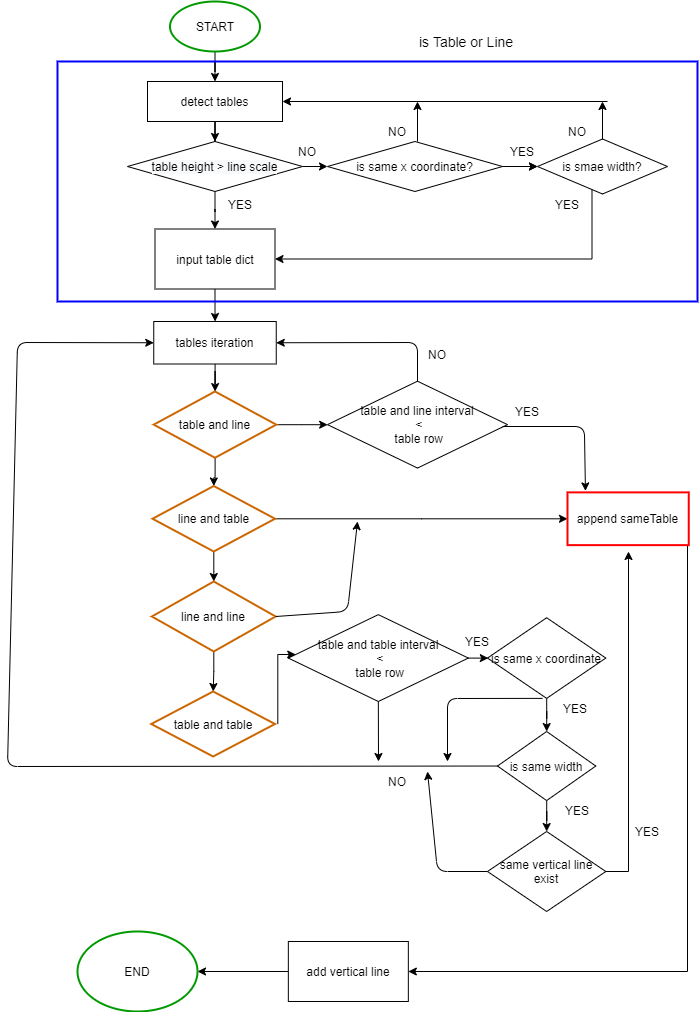 START
is Table or Line
detect tables
table height > line scale
NO
is same x coordinate?
NO
YES
is smae width?
NO
YES
YES
input table dict
tables iteration
NO
table and line
table and line interval
<
table row
YES
line and table
append sameTable
line and line
table and table interval
<
table row
YES
is same x coordinate
table and table
YES
is same width
NO
YES
YES
same vertical line
exist
END
add vertical line